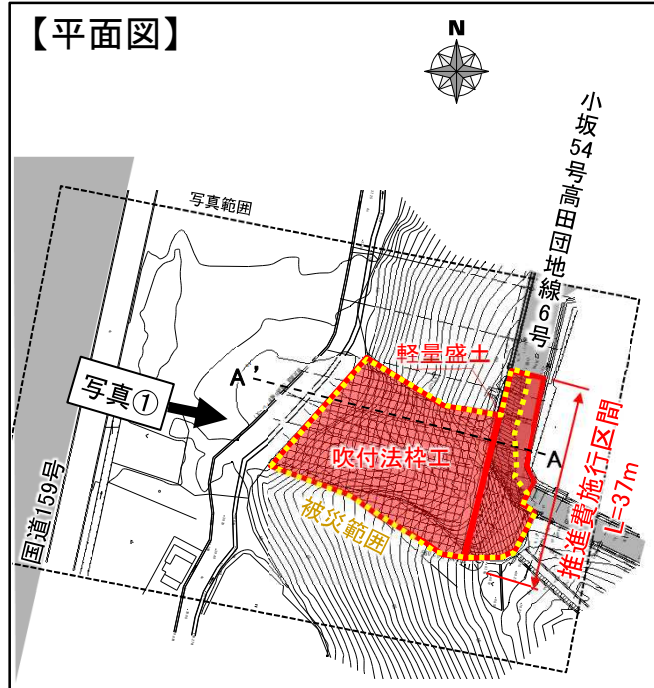 【平面図】
N
小坂54号高田団地線6号
写真範囲
軽量盛土
A'
写真①
A
吹付法枠工
推進費施行区間
L=37m
被災範囲
国道159号